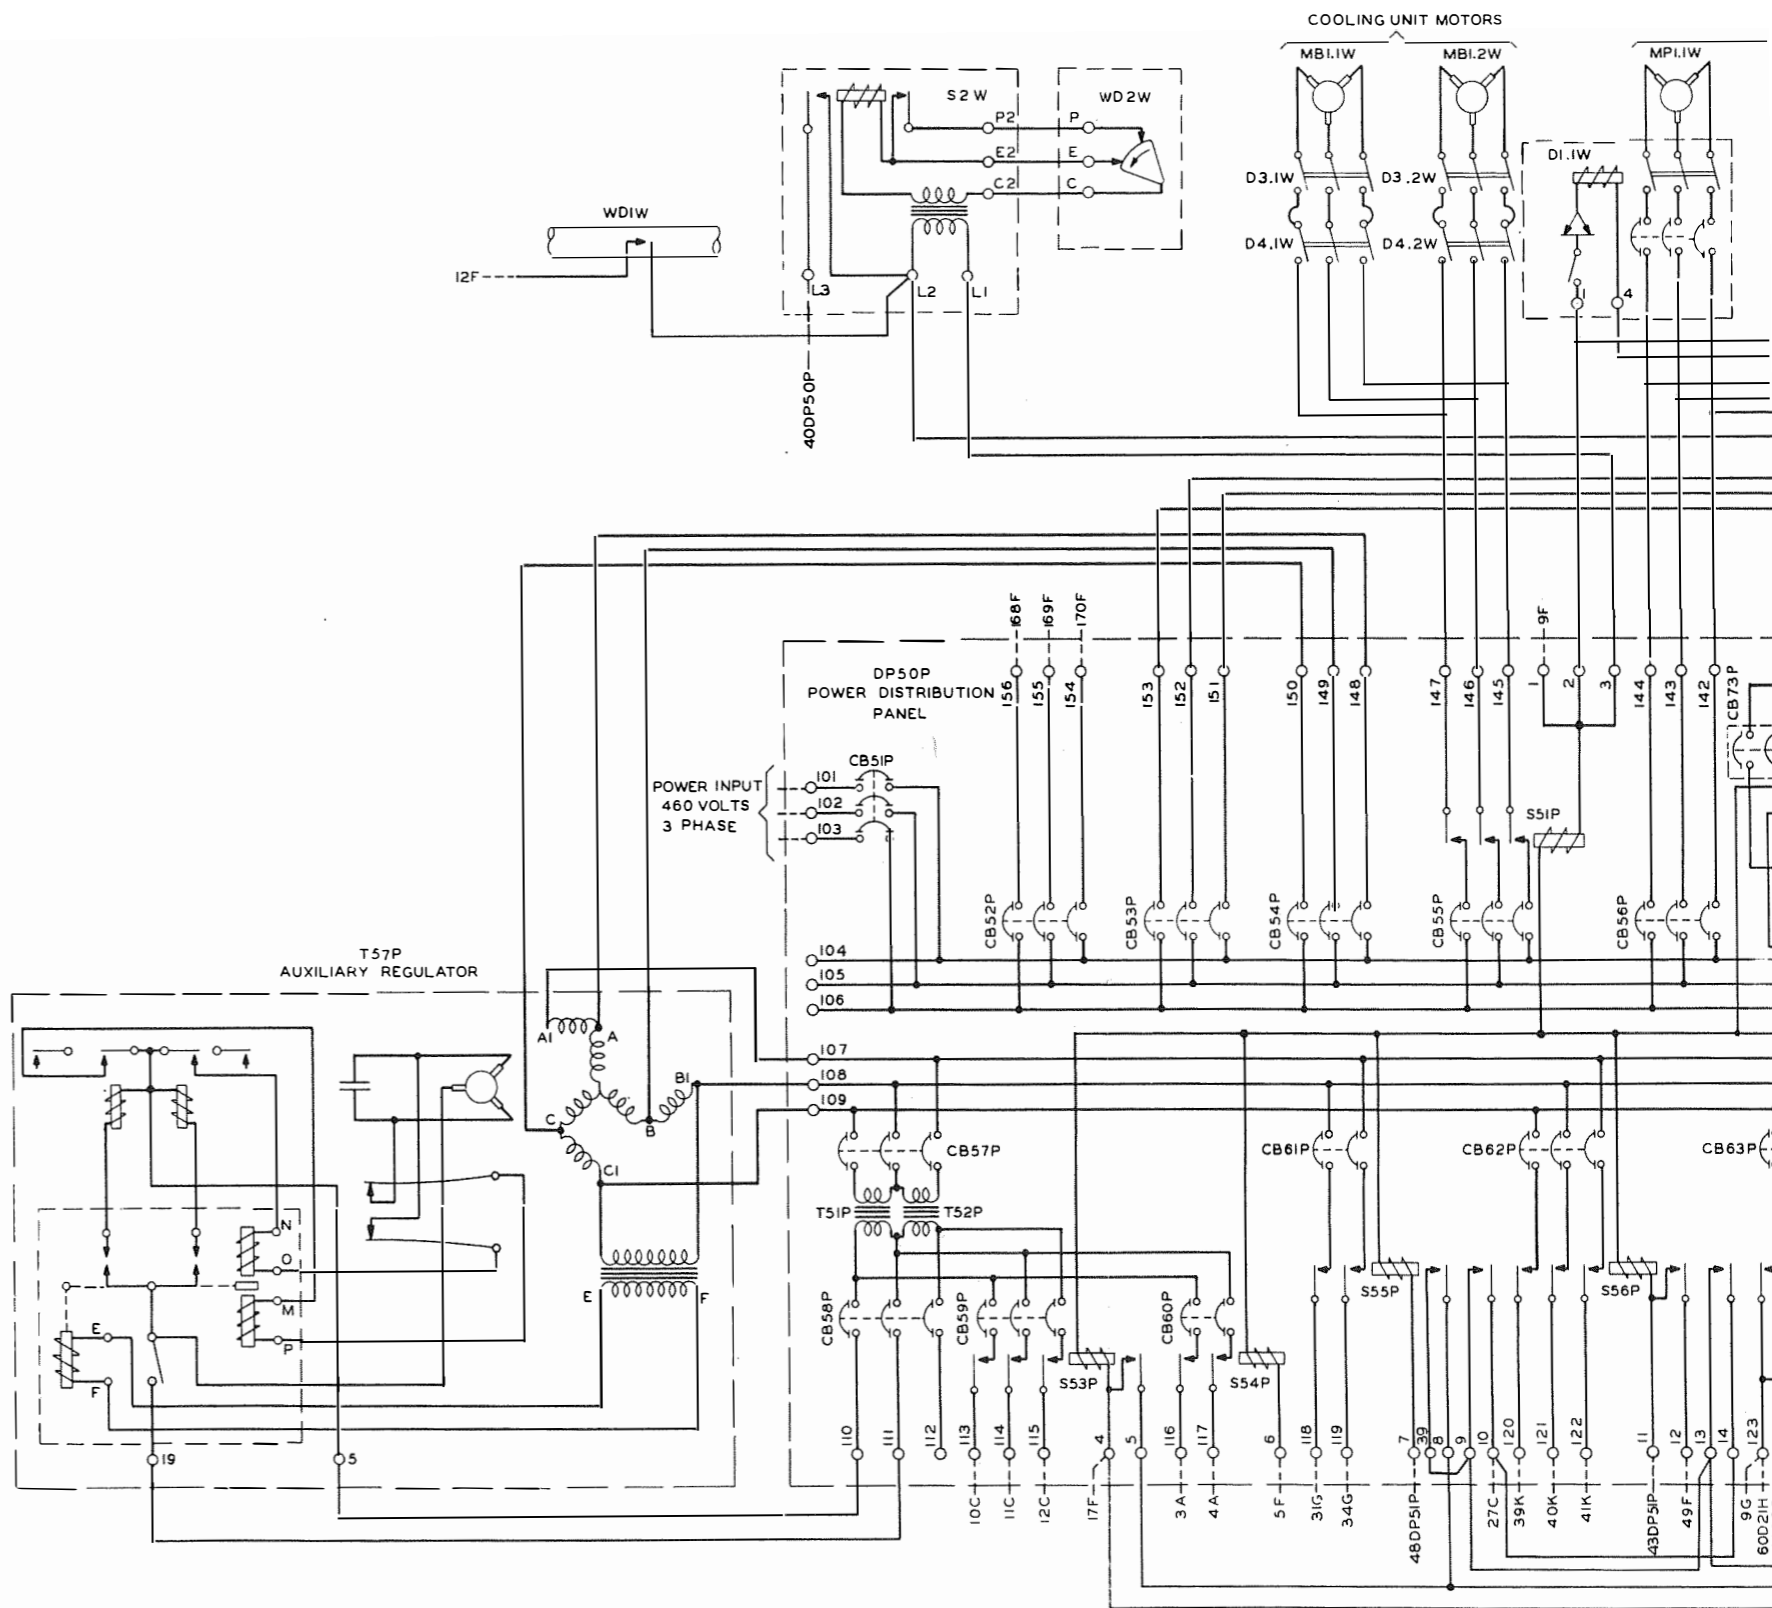 COOLING UNIT MOTORS
MB1.1W
MB1.2W
MP1.1W
S2W
WD2W
P2
P
E2
E
C2
C
D1.1W
D3.1W
D3.2W
WD1W
D4.1W
D4.2W
12F
L3
L2
L1
1
4
40DP50P
168F
169F
170F
9F
DP50P
POWER DISTRIBUTION
PANEL
156
155
154
153
152
151
150
149
148
147
146
145
1
2
3
144
143
142
CB73P
CB51P
POWER INPUT
460 VOLTS
3 PHASE
101
102
103
S51P
CB52P
CB53P
CB54P
CB55P
CB56P
T57P
AUXILIARY REGULATOR
104
105
106
A1
A
107
B1
108
109
C
B
C1
CB57P
CB61P
CB62P
CB63P
T51P
T52P
N
O
M
P
E
F
E
F
CB58P
CB59P
CB60P
S55P
S56P
S53P
S54P
110
111
112
113
114
115
4
5
116
117
6
118
119
7
39
8
9
10
120
121
122
11
12
13
14
123
19
5
10C
11C
12C
17F
3A
4A
5F
31G
34G
48DP51P
27C
39K
40K
41K
43DP51P
49F
9G
60D21H